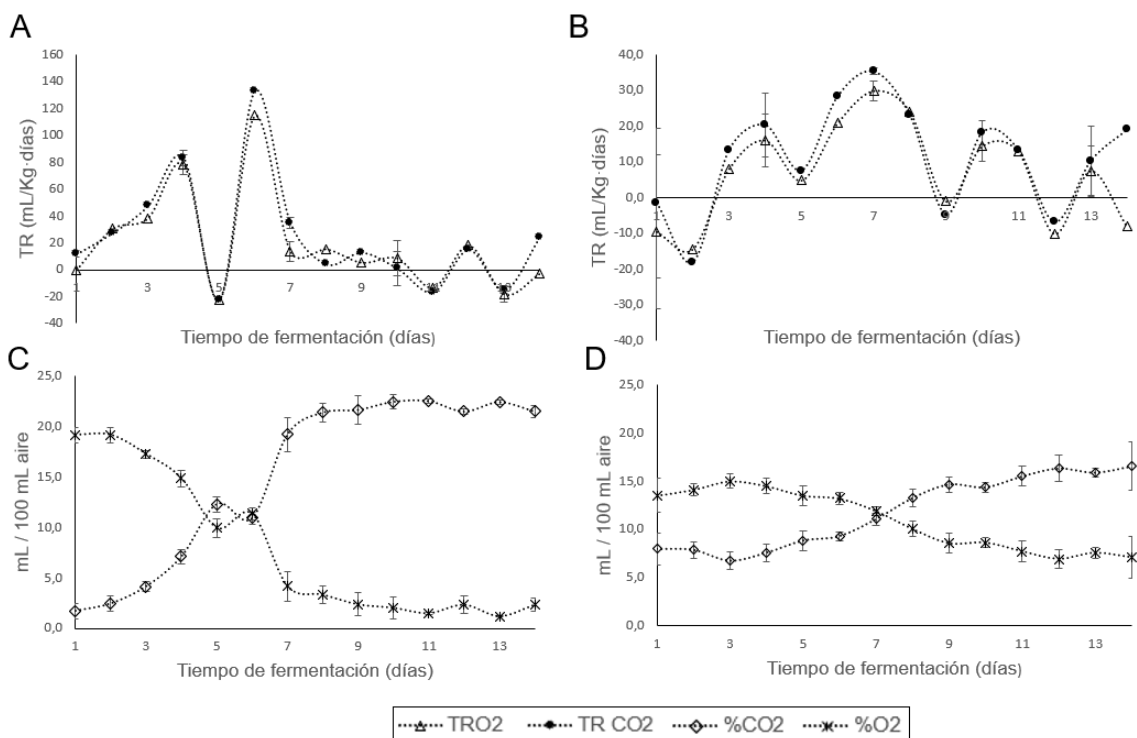 A
160
140
120
100
80
60
40
20
0
-20
-40
TR (mL/Kg·días)
1 3 5 7 9 13
Tiempo de fermentación (días)
B
40,0
30,0
20,0
10,0
0,0
-10,0
-20,0
-30,0
-40,0
TR (mL/Kg·días)
1 3 5 7 9 11 13
Tiempo de fermentación (días)
C
25,0
20,0
15,0
10,0
5,0
0,0
mL / 100 mL aire
1 3 5 7 9 11 13
Tiempo de fermentación (días)
D
25,0
20,0
15,0
10,0
5,0
0,0
mL / 100 mL aire
1 3 5 7 9 11 13
Tiempo de fermentación (días)
TRO2 TR CO2 %CO2 %O2